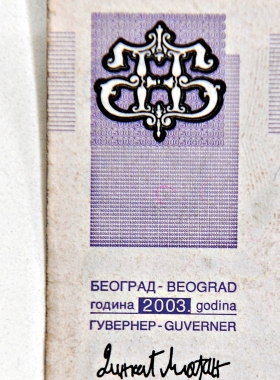 БЕОГРАД - BEOGRAD
година 2003. godina
ГУВЕРНЕР - GUVERNER